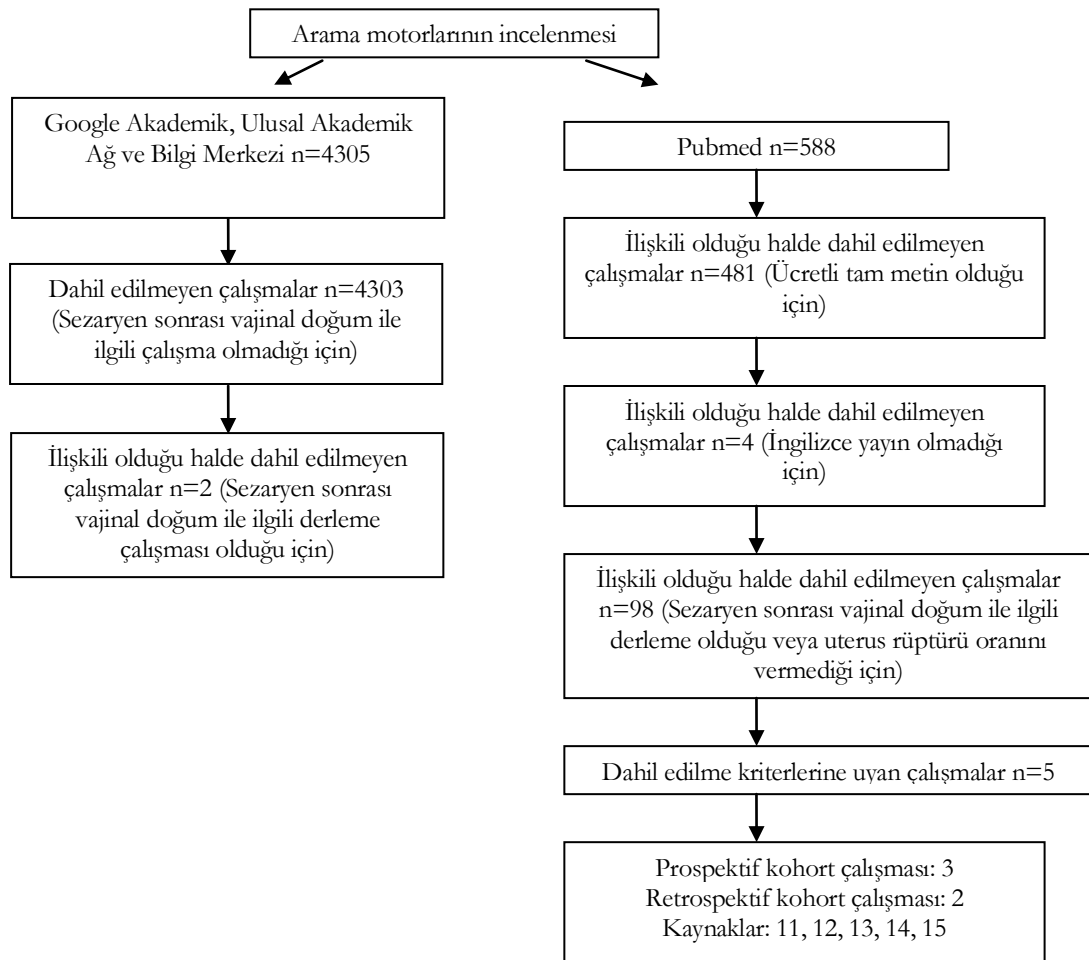 Arama motorlarının incelenmesi
Google Akademik, Ulusal Akademik
Ağ ve Bilgi Merkezi n=4305
Dahil edilmeyen çalışmalar n=4303
(Sezaryen sonrası vajinal doğum ile
ilgili çalışma olmadığı için)
İlişkili olduğu halde dahil edilmeyen
çalışmalar n=2 (Sezaryen sonrası
vajinal doğum ile ilgili derleme
çalışması olduğu için)
Pubmed n=588
İlişkili olduğu halde dahil edilmeyen
çalışmalar n=481 (Ücretli tam metin olduğu
için)
İlişkili olduğu halde dahil edilmeyen
çalışmalar n=4 (İngilizce yayın olmadığı
için)
İlişkili olduğu halde dahil edilmeyen çalışmalar
n=98 (Sezaryen sonrası vajinal doğum ile ilgili
derleme olduğu veya uterus rüptürü oranını
vermediği için)
Dahil edilme kriterlerine uyan çalışmalar n=5
Prospektif kohort çalışması: 3
Retrospektif kohort çalışması: 2
Kaynaklar: 11, 12, 13, 14, 15